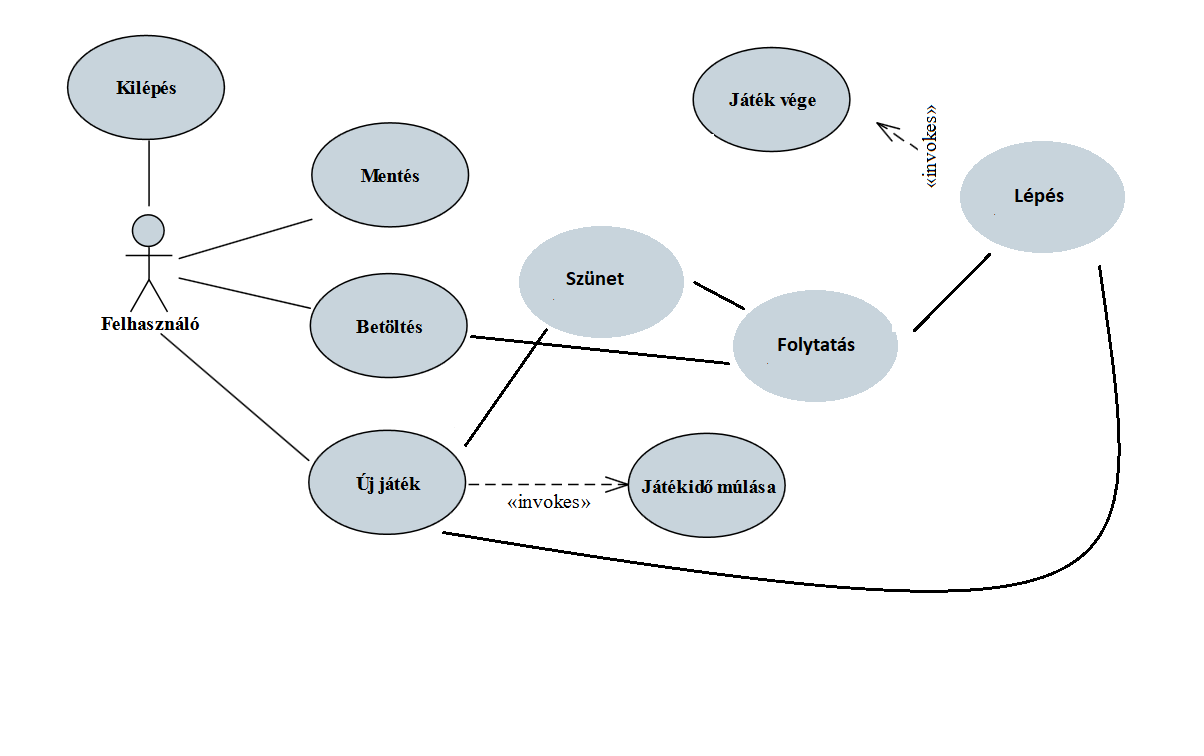 Kilépés
Játék vége
«invokes»
Mentés
Lépés
Szünet
Felhasználó
Betöltés
Folytatás
Új játék
«invokes»
Játékidő múlása